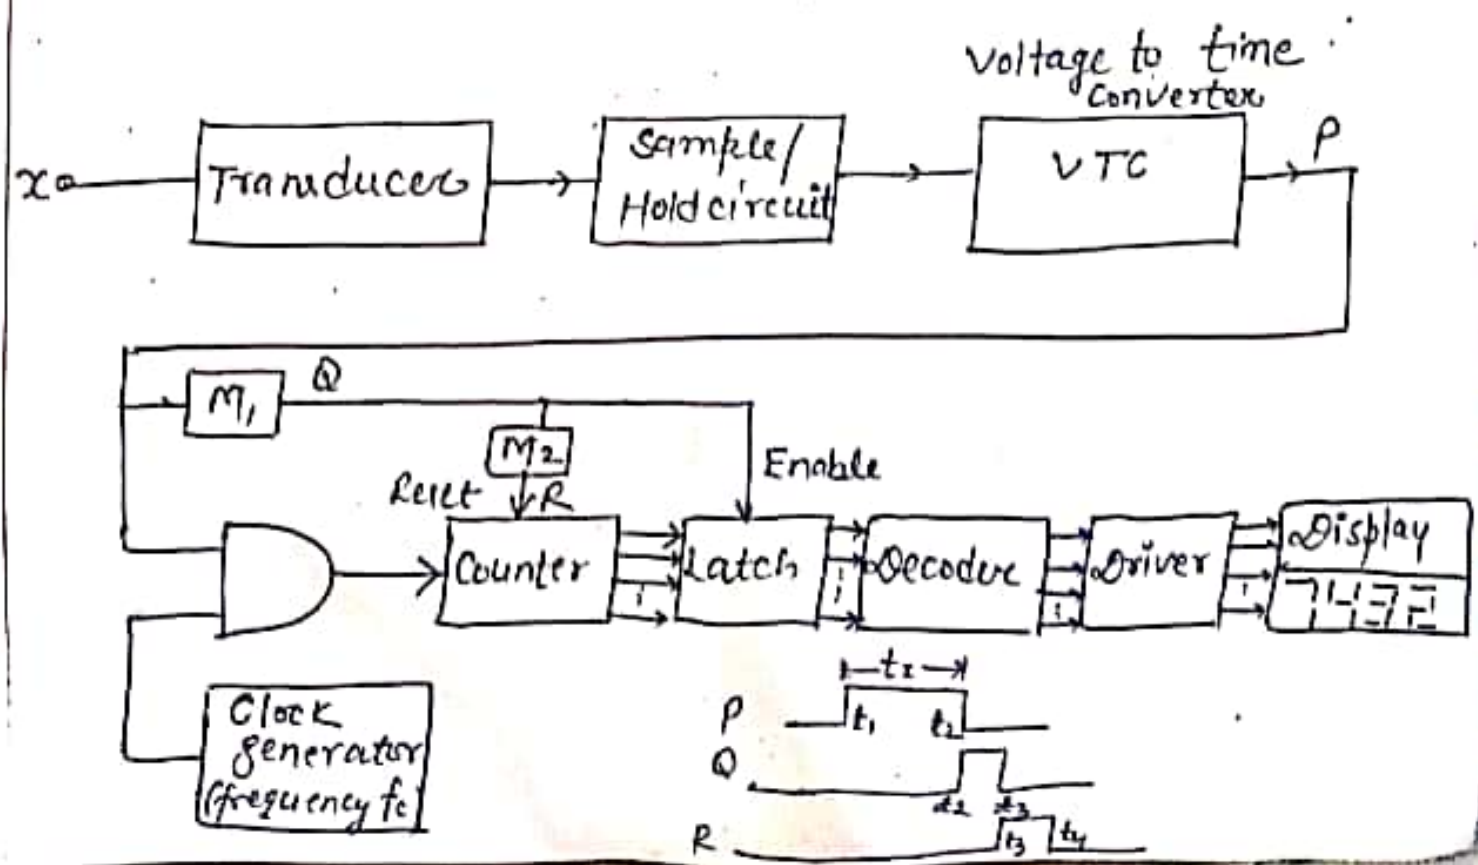 Voltage to time
Converter
P
x
Transducer
Sample/
Hold circuit
VTC
M1
Q
M2
Enable
Reset
R
Counter
Latch
Decoder
Driver
Display
7432
Clock
generator
(frequency fc)
tx
P
t1
t2
Q
t2
t3
R
t3
t4